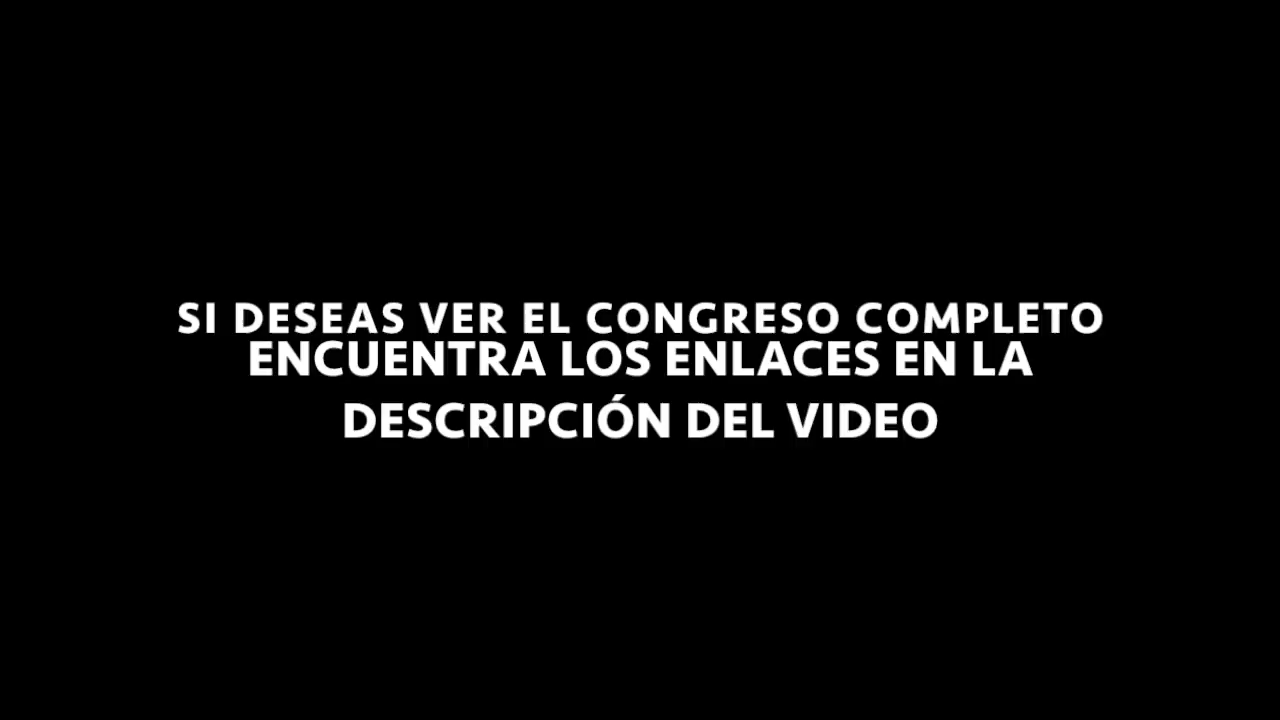 SI DESEAS VER EL CONGRESO COMPLETO
ENCUENTRA LOS ENLACES EN LA
DESCRIPCIÓN DEL VIDEO